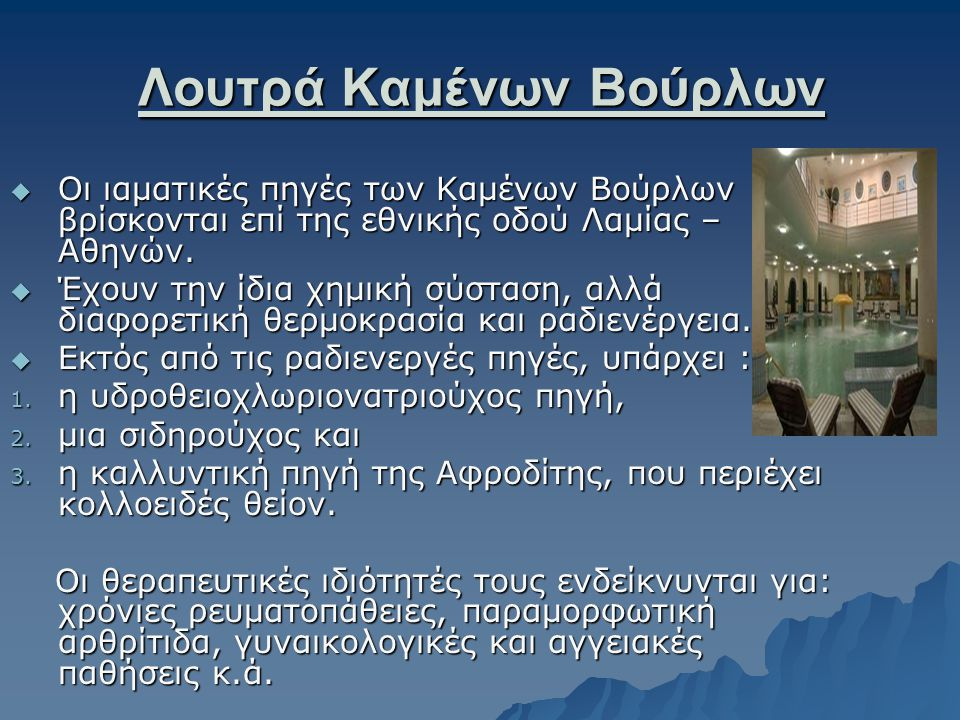 Λουτρά Καμένων Βούρλων
Οι ιαματικές πηγές των Καμένων Βούρλων
βρίσκονται επί της εθνικής οδού Λαμίας –
Αθηνών.
Έχουν την ίδια χημική σύσταση, αλλά
διαφορετική θερμοκρασία και ραδιενέργεια.
Εκτός από τις ραδιενεργές πηγές, υπάρχει :
1. η υδροθειοχλωριονατριούχος πηγή,
2. μια σιδηρούχος και
3. η καλλυντική πηγή της Αφροδίτης, που περιέχει
κολλοειδές θείον.
Οι θεραπευτικές ιδιότητές τους ενδείκνυνται για:
χρόνιες ρευματοπάθειες, παραμορφωτική
αρθρίτιδα, γυναικολογικές και αγγειακές
παθήσεις κ.ά.